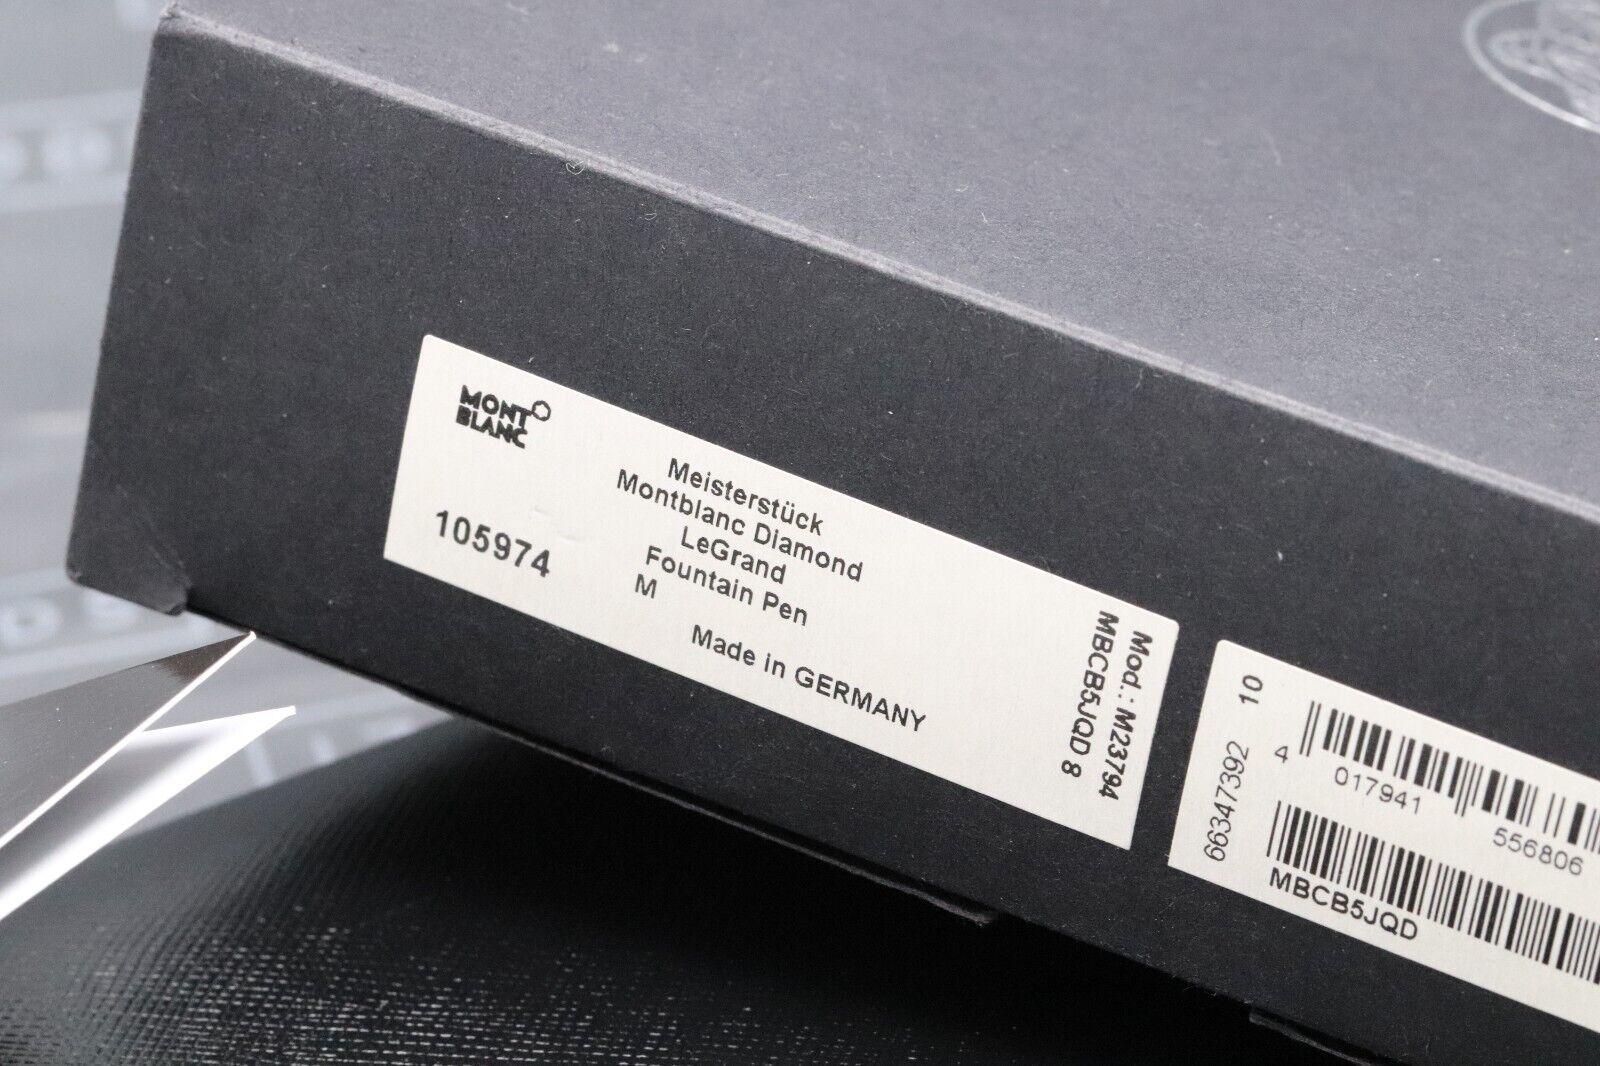 MONT
BLANC
105974
Meisterstück
Montblanc Diamond
LeGrand
Fountain Pen
M
Made in GERMANY
Mod.: M23794
MBCB5JQD 8
66347392 10
4 017941 556806
MBCB5JQD